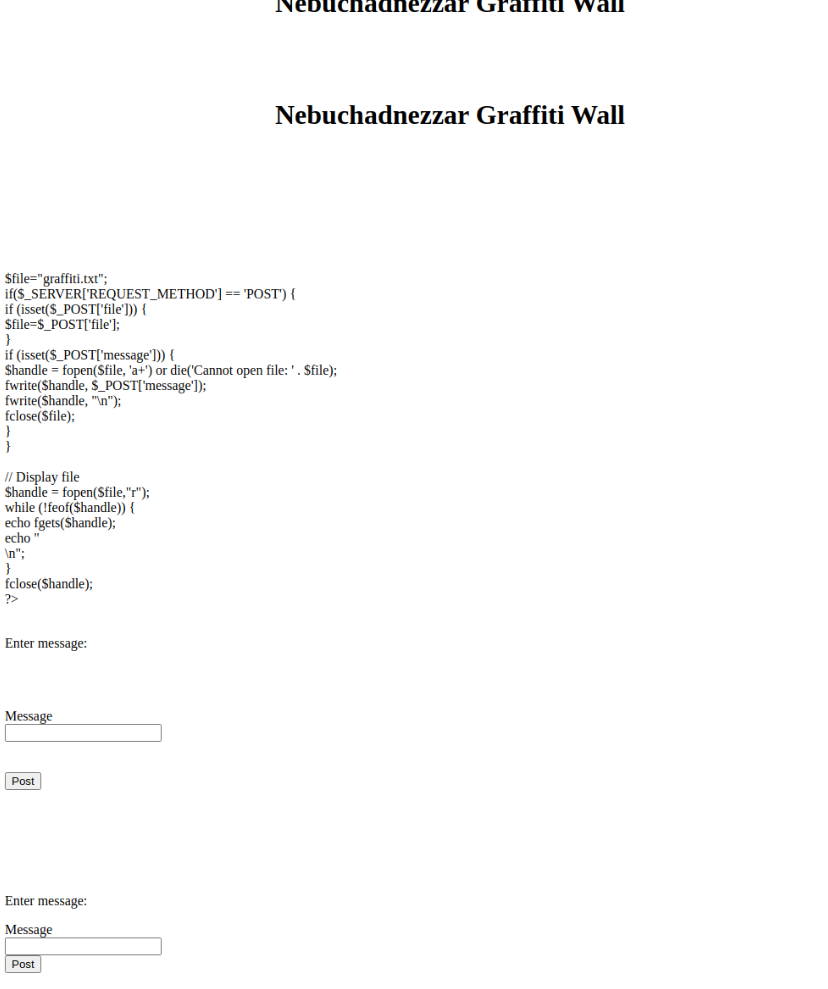 Nebuchadnezzar Graffiti Wall
Nebuchadnezzar Graffiti Wall
$file="graffiti.txt";
if($_SERVER['REQUEST_METHOD'] == 'POST') {
if (isset($_POST['file'])) {
$file=$_POST['file'];
}
if (isset($_POST['message'])) {
$handle = fopen($file, 'a+') or die('Cannot open file: ' . $file);
fwrite($handle, $_POST['message']);
fwrite($handle, "\n");
fclose($file);
}
}
// Display file
$handle = fopen($file,"r");
while (!feof($handle)) {
echo fgets($handle);
echo "
\n";
}
fclose($handle);
?>
Enter message:
Message
Post
Enter message:
Message
Post